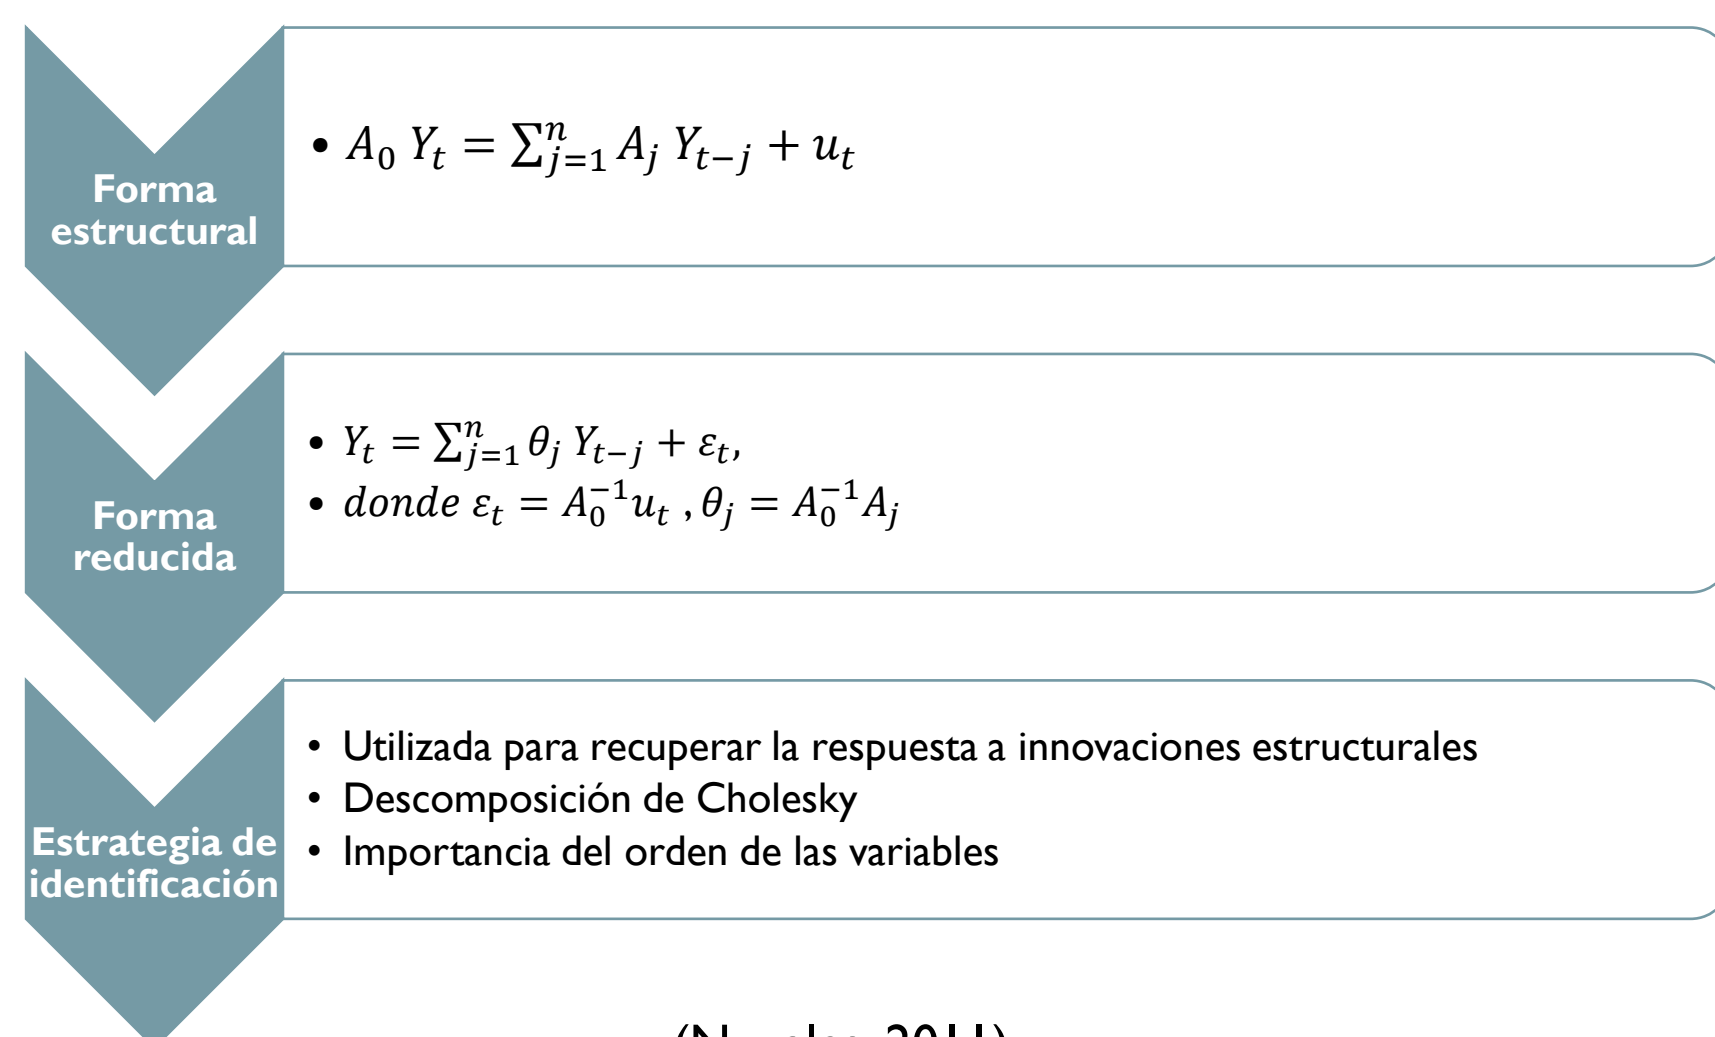 Forma
estructural
• A₀ Yₜ = ∑ⁿⱼ₌₁ Aⱼ Yₜ₋ⱼ + uₜ
Forma
reducida
• Yₜ = ∑ⁿⱼ₌₁ θⱼ Yₜ₋ⱼ + εₜ,
• donde εₜ = A₀⁻¹uₜ , θⱼ = A₀⁻¹Aⱼ
Estrategia de
identificación
• Utilizada para recuperar la respuesta a innovaciones estructurales
• Descomposición de Cholesky
• Importancia del orden de las variables
2011)